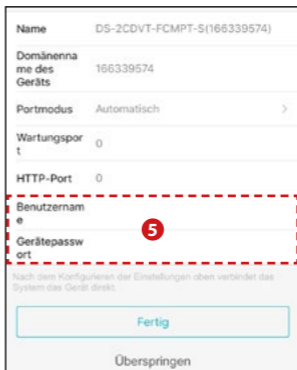 Name DS-2CDVT-FCMPT-S(166339574)
Domänenna
me des 166339574
Geräts
Portmodus Automatisch >
Wartungspor
t 0
HTTP-Port 0
Benutzernam
e
5
Gerätepassw
ort
Nach dem Konfigurieren der Einstellungen oben verbindet das
System das Gerät direkt.
Fertig
Überspringen